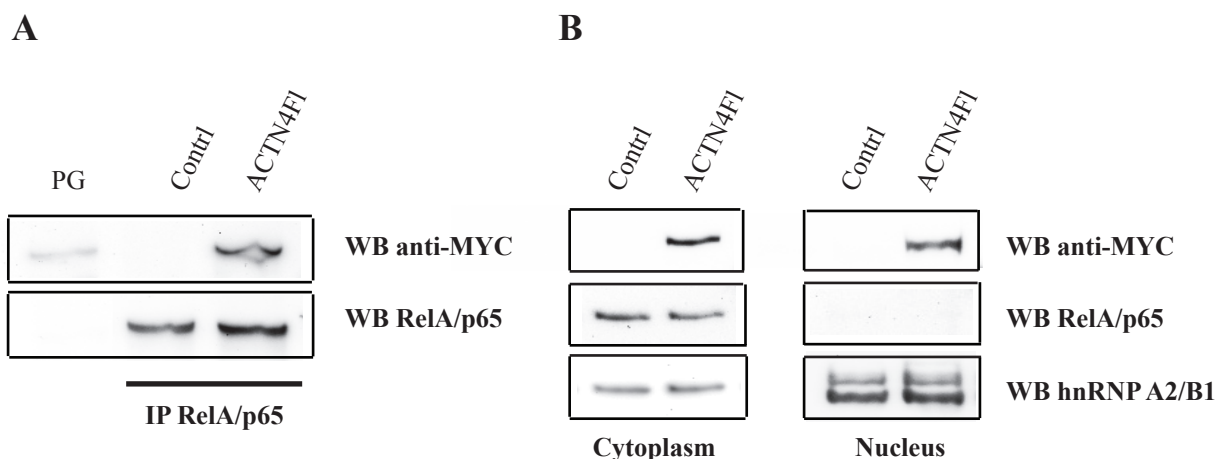 A
PG
Contrl
ACTN4Fl
WB anti-MYC
WB RelA/p65
IP RelA/p65
B
Contrl
ACTN4Fl
Contrl
ACTN4Fl
WB anti-MYC
WB RelA/p65
WB hnRNP A2/B1
Cytoplasm
Nucleus